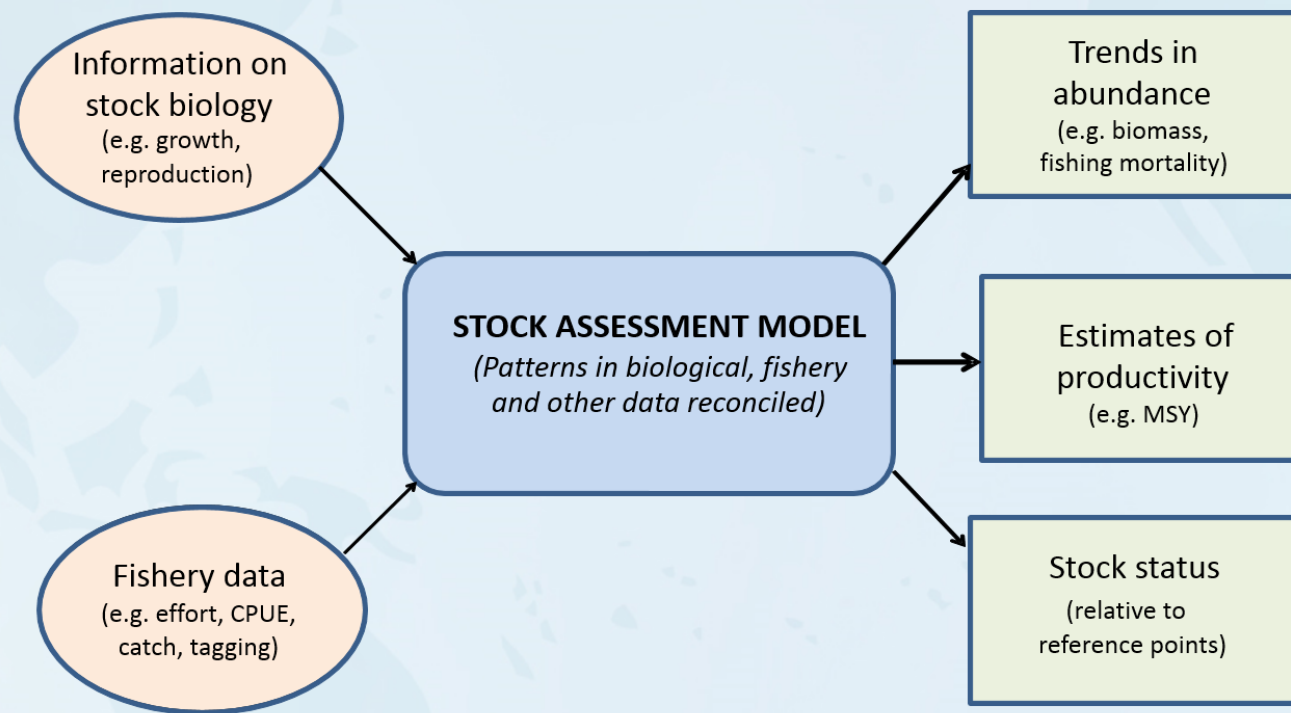 Information on
stock biology
(e.g. growth,
reproduction)
Fishery data
(e.g. effort, CPUE,
catch, tagging)
STOCK ASSESSMENT MODEL
(Patterns in biological, fishery
and other data reconciled)
Trends in
abundance
(e.g. biomass,
fishing mortality)
Estimates of
productivity
(e.g. MSY)
Stock status
(relative to
reference points)